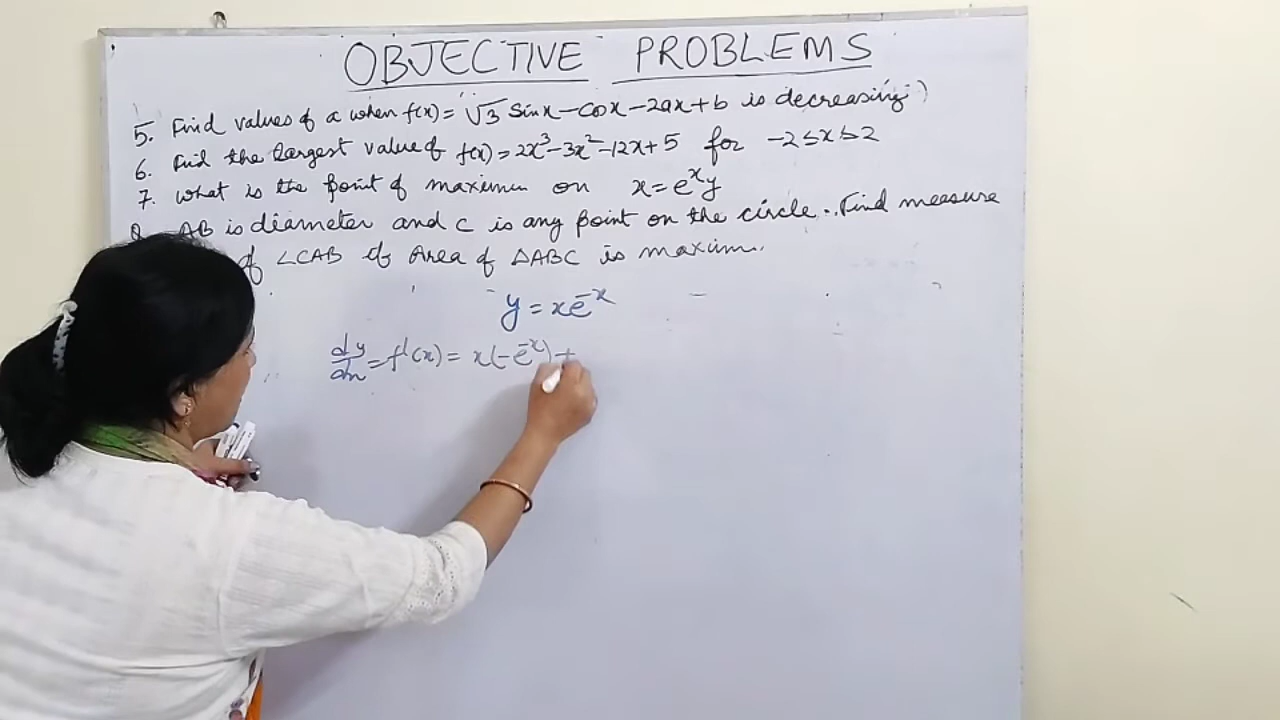 OBJECTIVE PROBLEMS
5. Find values of a when f(x) = √3 Sinx - Cosx - 2ax + b is decreasing)
6. Find the largest value of f(x) = 2x³ - 3x² - 12x + 5 for -2 ≤ x ≤ 2
7. What is the point of maximum on x = eˣy
AB is diameter and C is any point on the circle. Find measure
of ∠CAB if Area of △ABC is maxim.
y = xe⁻ˣ
dy/dx = f'(x) = x(-e⁻ˣ) +